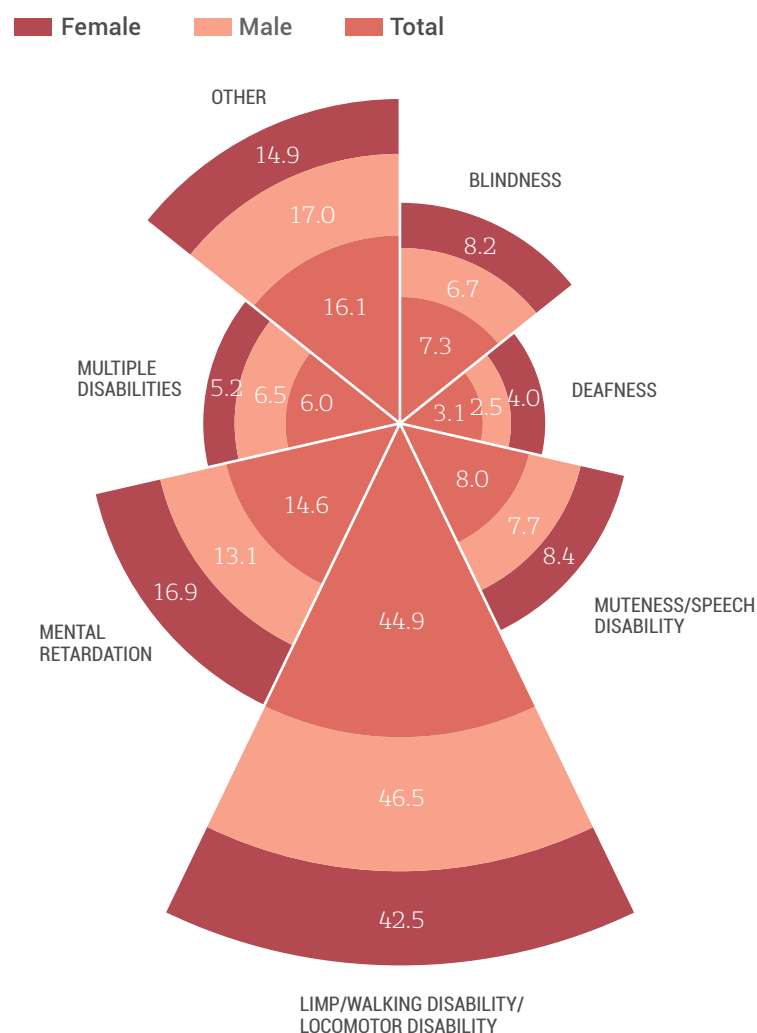 Female Male Total
OTHER
14.9
17.0
16.1
BLINDNESS
8.2
6.7
7.3
DEAFNESS
3.1 2.5 4.0
MULTIPLE
DISABILITIES
5.2 6.5 6.0
8.0
7.7
8.4
MUTENESS/SPEECH
DISABILITY
14.6
13.1
16.9
MENTAL
RETARDATION
44.9
46.5
42.5
LIMP/WALKING DISABILITY/
LOCOMOTOR DISABILITY